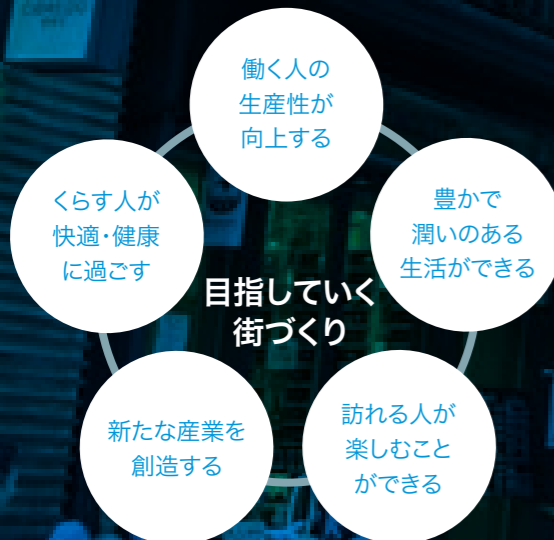 働く人の
生産性が
向上する
豊かで
潤いのある
生活ができる
訪れる人が
楽しむこと
ができる
新たな産業を
創造する
くらす人が
快適・健康
に過ごす
目指していく
街づくり